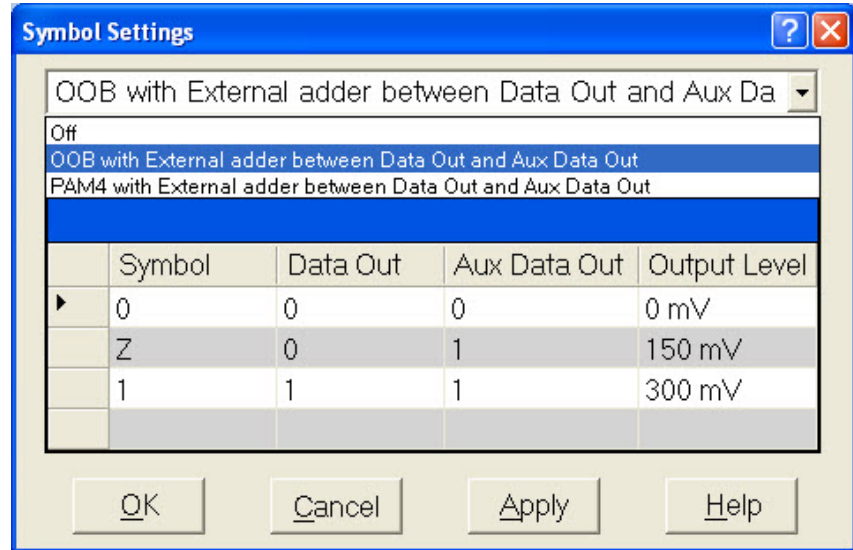 Symbol Settings
OOB with External adder between Data Out and Aux Da
Off
OOB with External adder between Data Out and Aux Data Out
PAM4 with External adder between Data Out and Aux Data Out
Symbol Data Out Aux Data Out Output Level
0 0 0 0 mV
Z 0 1 150 mV
1 1 1 300 mV
OK Cancel Apply Help